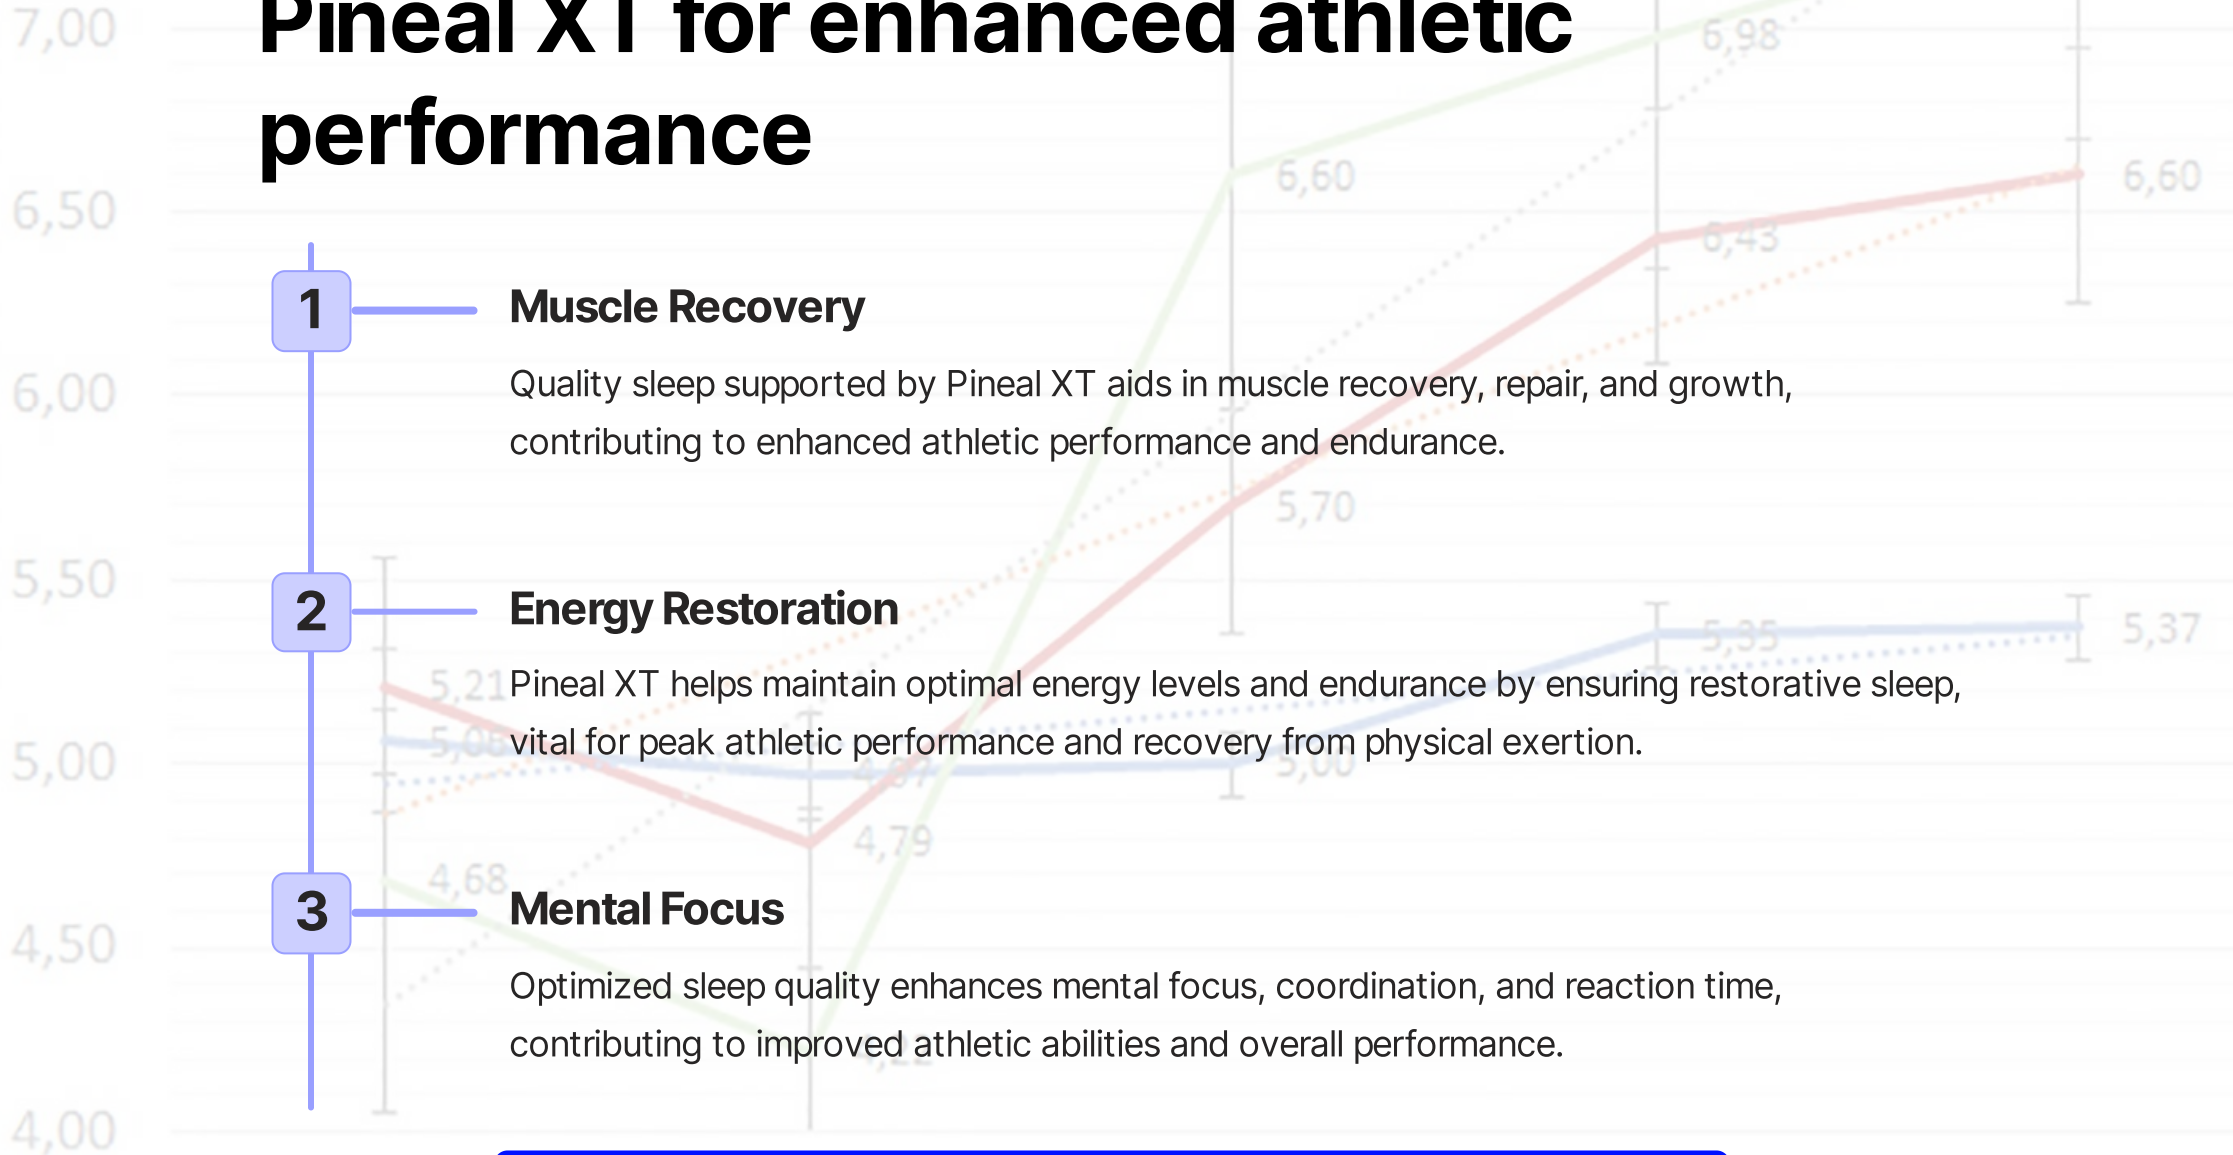 7,00
Pineal XT for enhanced athletic
6,98
performance
6,60
6,60
6,50
6,43
1
Muscle Recovery
6,00
Quality sleep supported by Pineal XT aids in muscle recovery, repair, and growth,
contributing to enhanced athletic performance and endurance.
5,70
5,50
2
Energy Restoration
5,35
5,37
5,21
Pineal XT helps maintain optimal energy levels and endurance by ensuring restorative sleep,
vital for peak athletic performance and recovery from physical exertion.
5,00
5,00
4,79
4,68
3
Mental Focus
4,50
Optimized sleep quality enhances mental focus, coordination, and reaction time,
contributing to improved athletic abilities and overall performance.
4,22
4,00